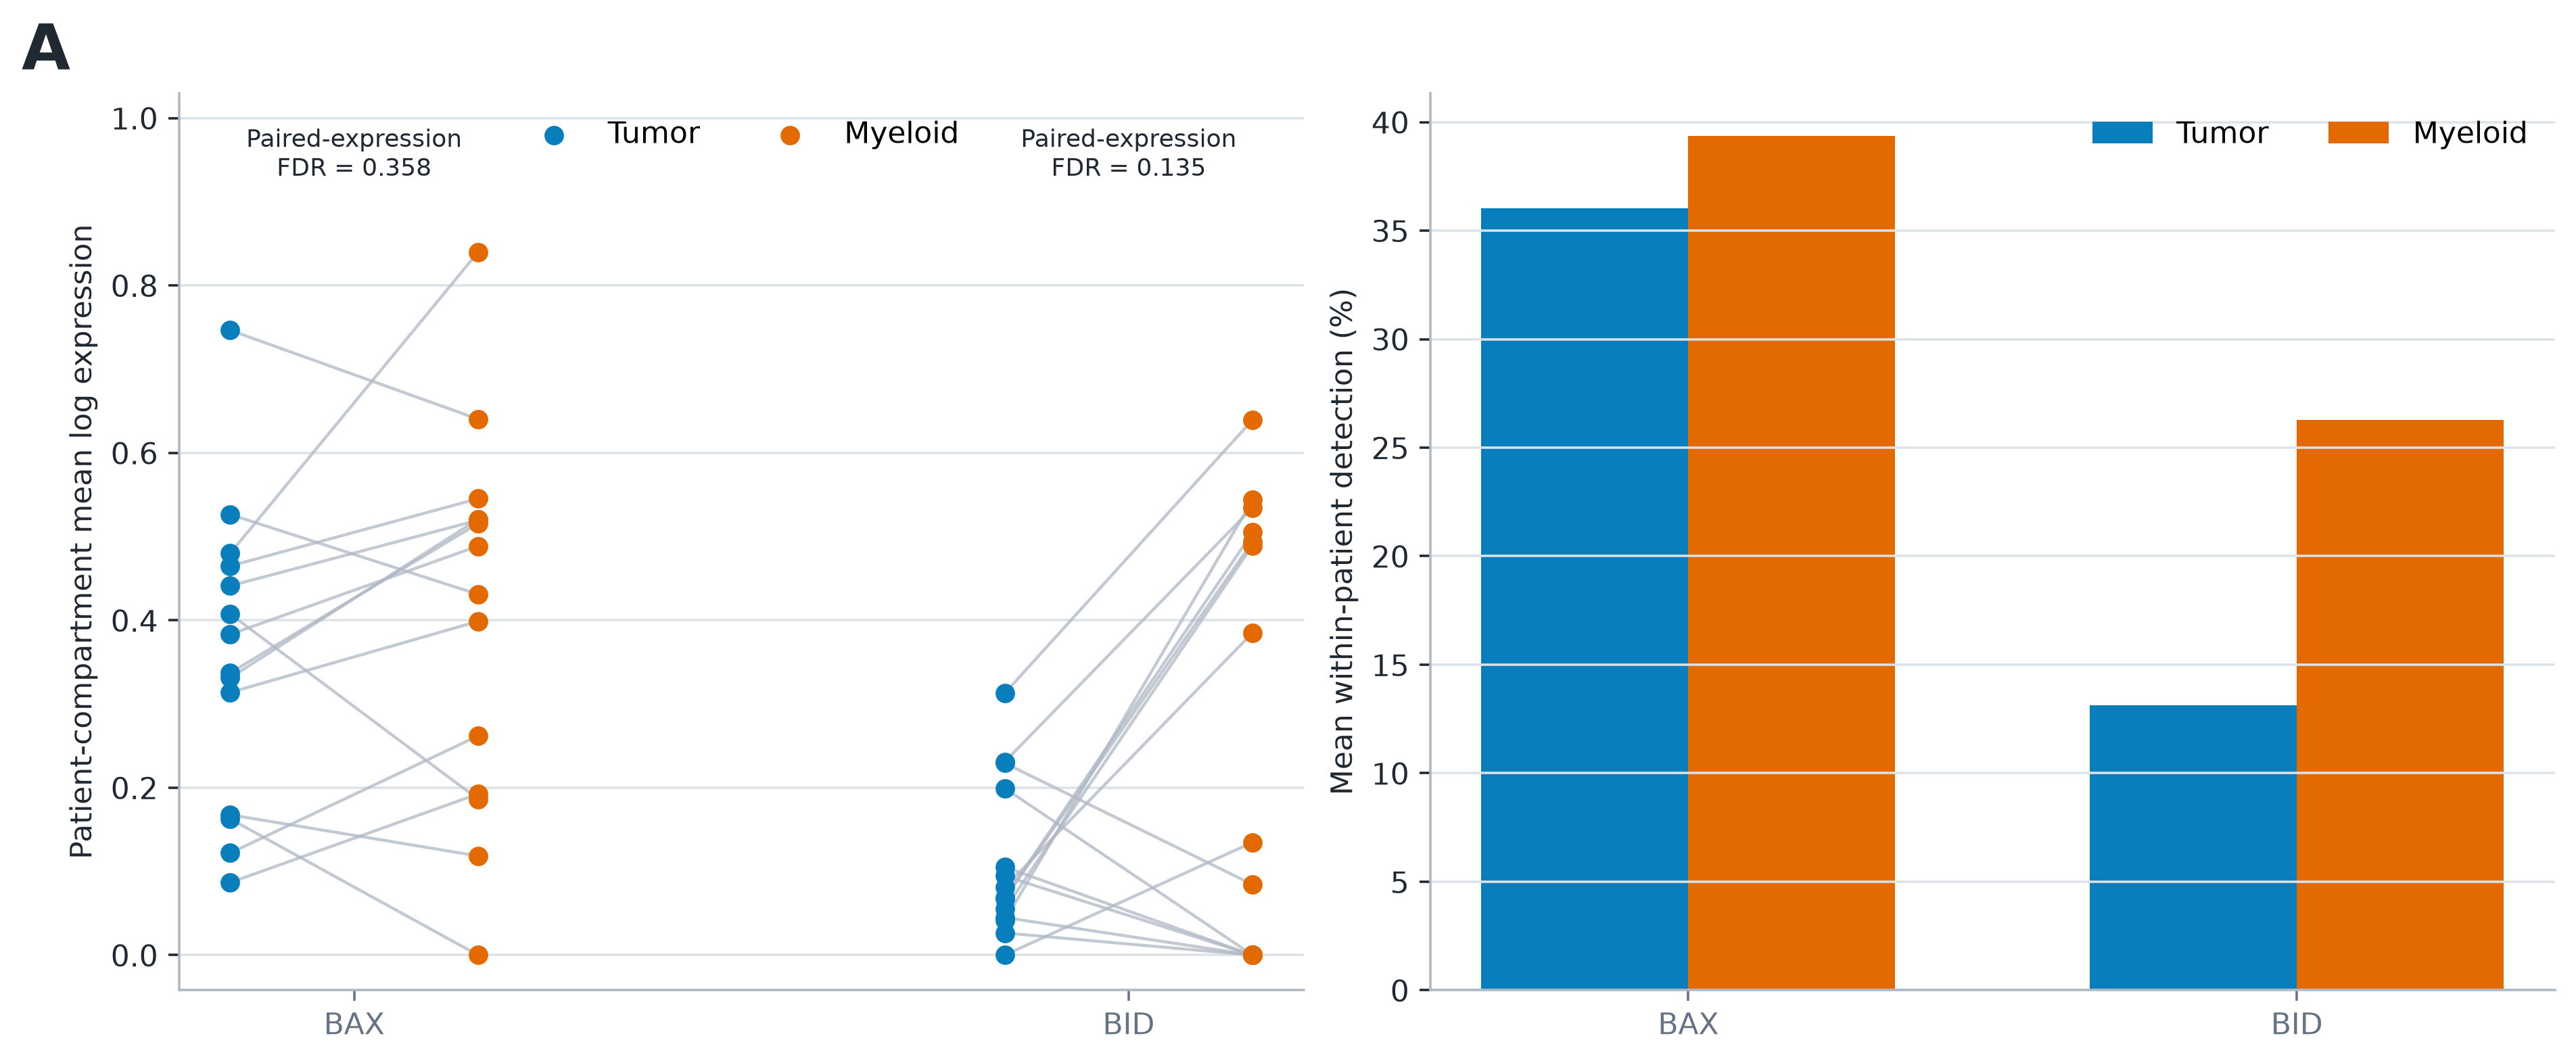 A
Patient-compartment mean log expression
1.0
0.8
0.6
0.4
0.2
0.0
Paired-expression
FDR = 0.358
Tumor
Myeloid
Paired-expression
FDR = 0.135
BAX
BID
Mean within-patient detection (%)
40
35
30
25
20
15
10
5
0
Tumor
Myeloid
BAX
BID